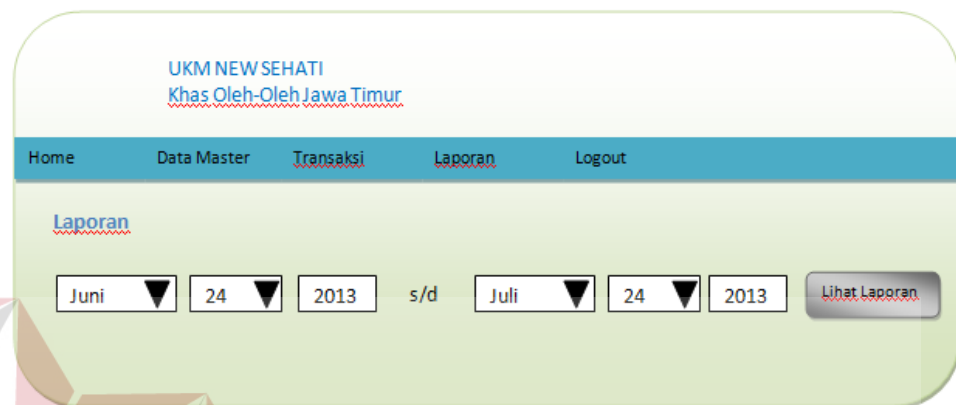 UKM NEW SEHATI
Khas Oleh-Oleh Jawa Timur
Home Data Master Transaksi Laporan Logout
Laporan
Juni 24 2013 s/d Juli 24 2013 Lihat Laporan